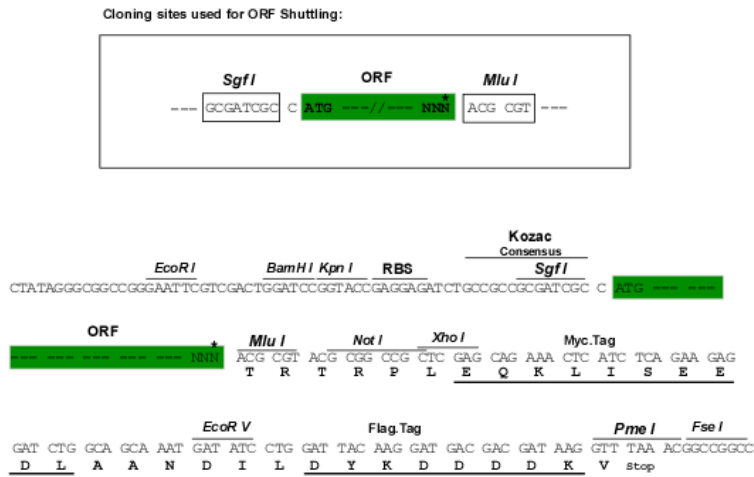 Cloning sites used for ORF Shuttling:
Sgf I ORF Mlu I
--- GCGATCGC C ATG ---//--- NNN* ACG CGT ---
Kozac
Consensus
EcoR I BamH I Kpn I RBS Sgf I
CTATAGGGCGGCCGGGAATTCGTCGACTGGATCCGGTACCGAGGAGATCTGCCGCCGCGATCGC C ATG --- ---
ORF Mlu I Not I Xho I Myc.Tag
--- --- --- --- --- --- NNN* ACG CGT ACG CGG CCG CTC GAG CAG AAA CTC ATC TCA GAA GAG
T R T R P L E Q K L I S E E
EcoR V Flag.Tag Pme I Fse I
GAT CTG GCA GCA AAT GAT ATC CTG GAT TAC AAG GAT GAC GAC GAT AAG GTT TAA ACGGCCGGCC
D L A A N D I L D Y K D D D D K V Stop